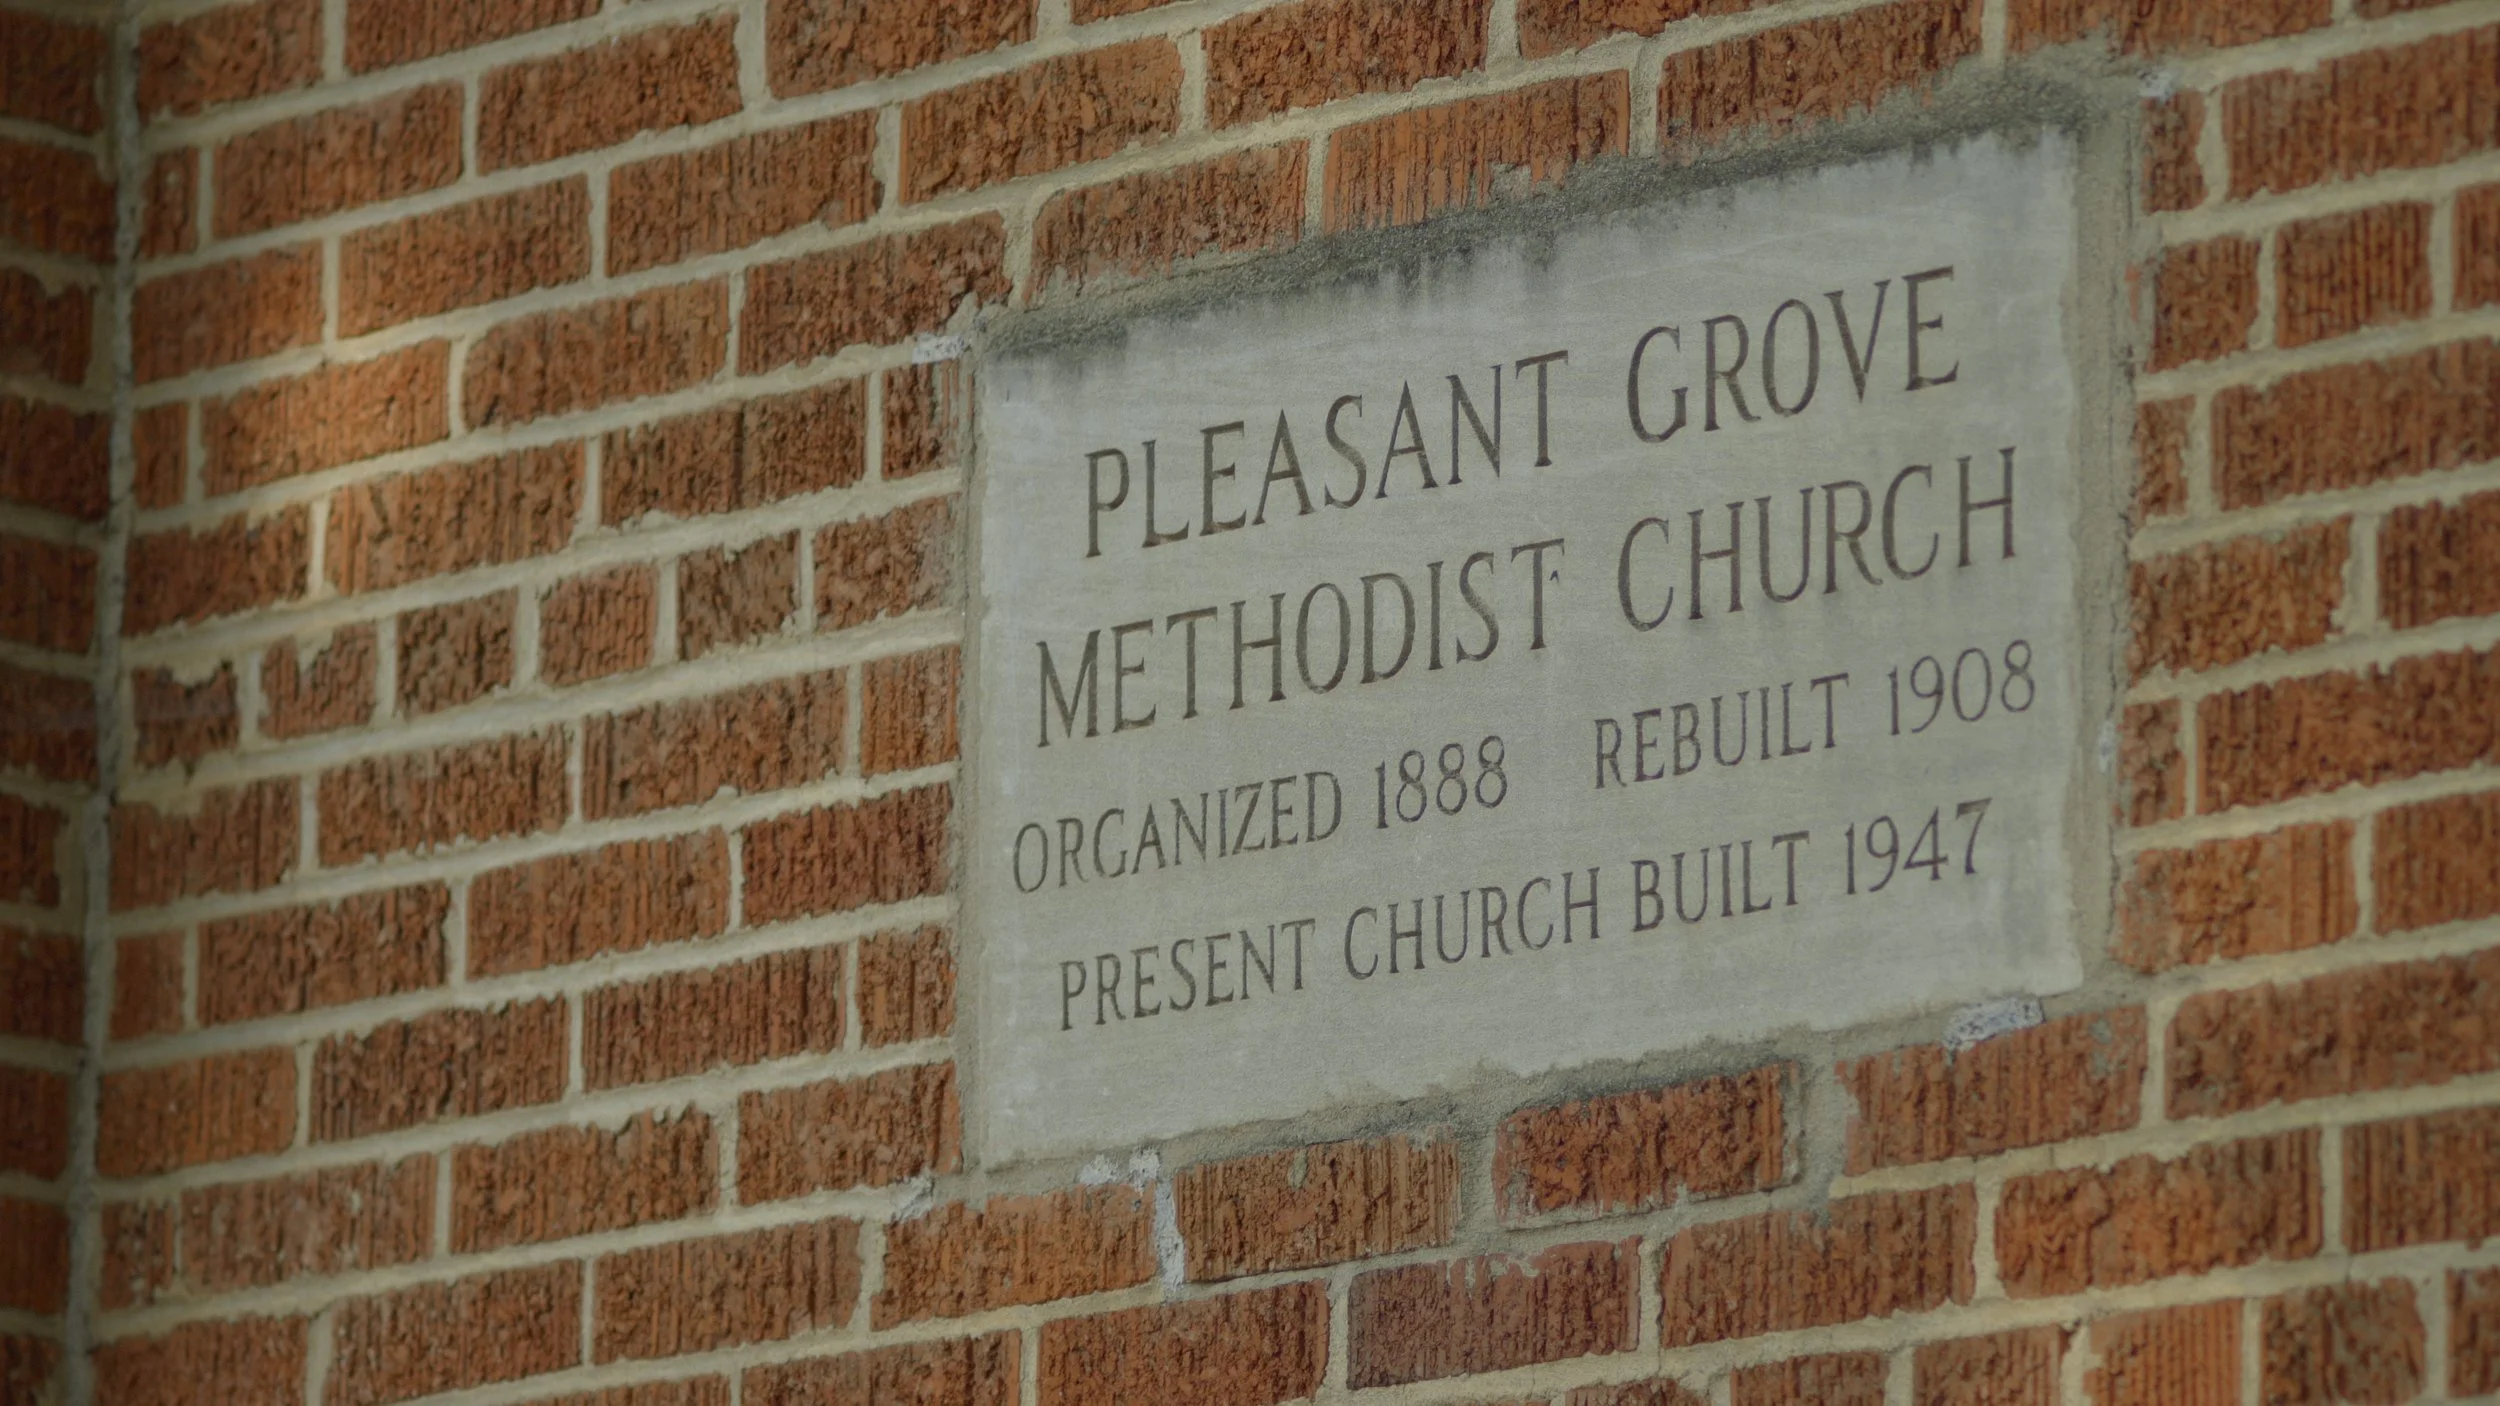 PLEASANT GROVE
METHODIST CHURCH
ORGANIZED 1888 REBUILT 1908
PRESENT CHURCH BUILT 1947